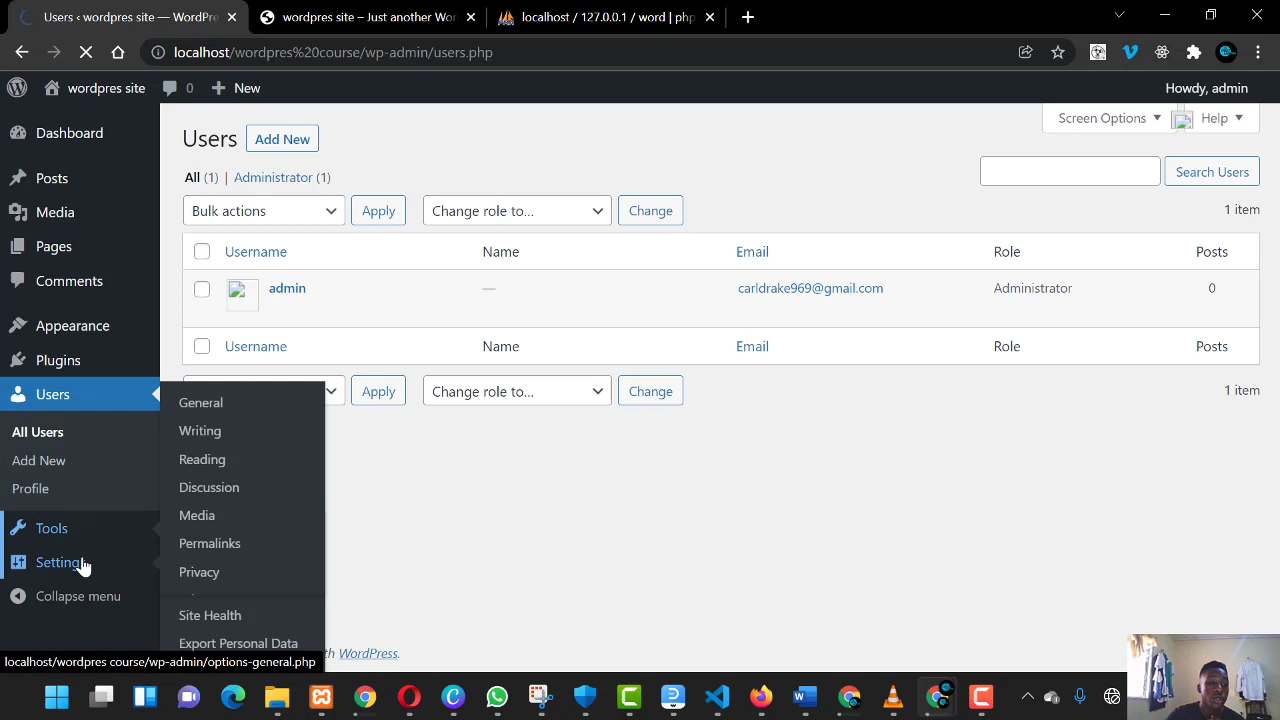 Users ‹ wordpres site — WordP
wordpres site – Just another Wor
localhost / 127.0.0.1 / word | php
localhost/wordpres%20course/wp-admin/users.php
wordpres site
0
New
Howdy, admin
Dashboard
Posts
Media
Pages
Comments
Appearance
Plugins
Users
All Users
Add New
Profile
Tools
Setting
Collapse menu
Screen Options
Help
Users
Add New
All (1) | Administrator (1)
Search Users
Bulk actions
Apply
Change role to...
Change
1 item
Username
Name
Email
Role
Posts
admin
—
carldrake969@gmail.com
Administrator
0
Username
Name
Email
Role
Posts
Apply
Change role to...
Change
1 item
General
Writing
Reading
Discussion
Media
Permalinks
Privacy
Site Health
Export Personal Data
th WordPress.
localhost/wordpres course/wp-admin/options-general.php